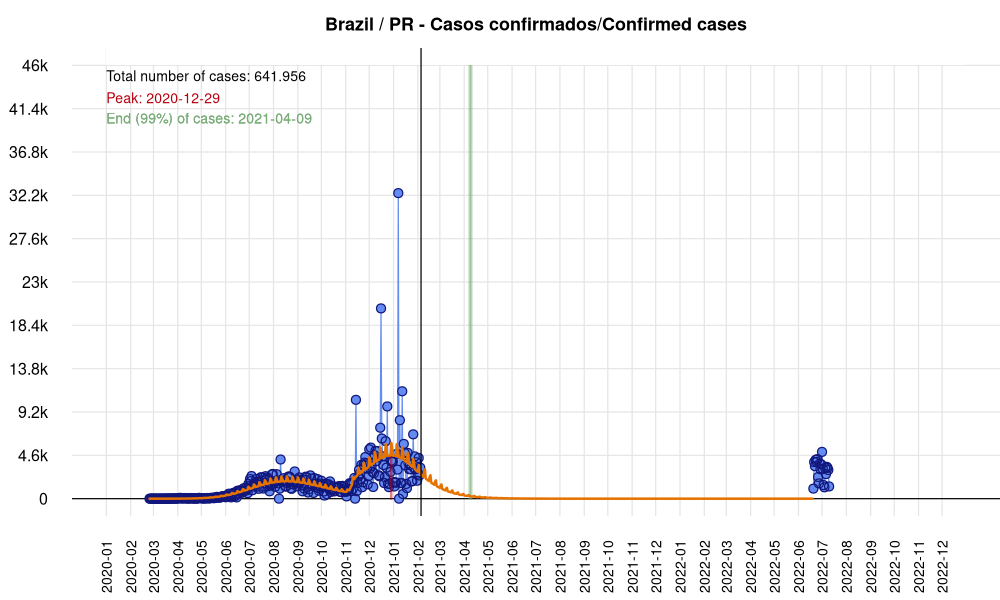 Brazil / PR - Casos confirmados/Confirmed cases
Total number of cases: 641.956
Peak: 2020-12-29
End (99%) of cases: 2021-04-09
46k
41.4k
36.8k
32.2k
27.6k
23k
18.4k
13.8k
9.2k
4.6k
0
2020-01
2020-02
2020-03
2020-04
2020-05
2020-06
2020-07
2020-08
2020-09
2020-10
2020-11
2020-12
2021-01
2021-03
2021-04
2021-05
2021-06
2021-07
2021-08
2021-09
2021-10
2021-11
2021-12
2022-01
2022-02
2022-03
2022-04
2022-05
2022-06
2022-07
2022-08
2022-09
2022-10
2022-11
2022-12